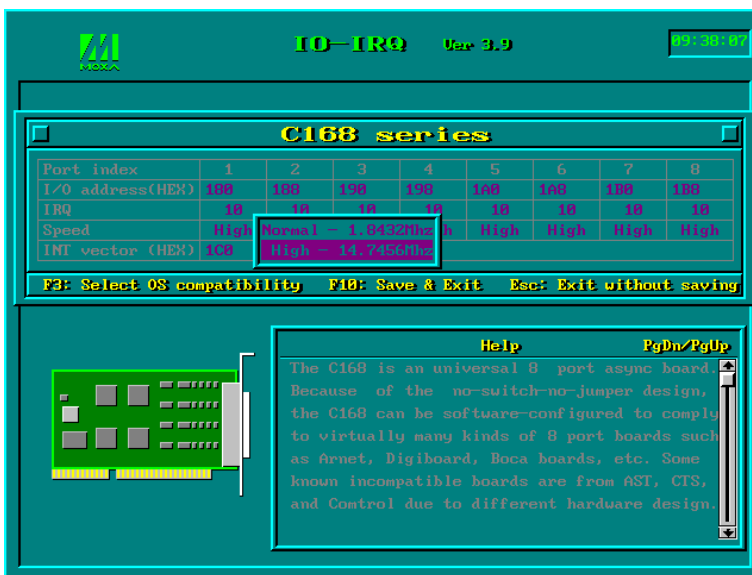 MOXA
IO-IRQ Ver 3.9
09:38:07
C168 series
Port index 1 2 3 4 5 6 7 8
I/O address(HEX) 180 188 190 198 1A0 1A8 1B0 1B8
IRQ 10 10 10 10 10 10 10 10
Speed High h High High High High
Normal - 1.8432Mhz
High - 14.7456Mhz
INT vector (HEX) 1C0
F3: Select OS compatibility F10: Save & Exit Esc: Exit without saving
Help PgDn/PgUp
The C168 is an universal 8 port async board.
Because of the no-switch-no-jumper design,
the C168 can be software-configured to comply
to virtually many kinds of 8 port boards such
as Arnet, Digiboard, Boca boards, etc. Some
known incompatible boards are from AST, CTS,
and Comtrol due to different hardware design.